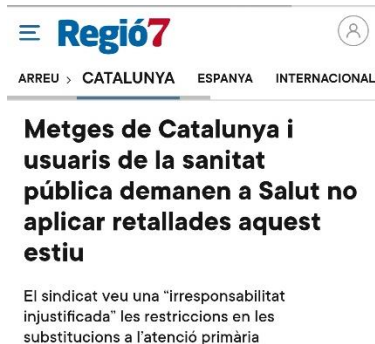 Regió7
ARREU > CATALUNYA ESPANYA INTERNACIONAL
Metges de Catalunya i
usuaris de la sanitat
pública demanen a Salut no
aplicar retallades aquest
estiu
El sindicat veu una “irresponsabilitat
injustificada” les restriccions en les
substitucions a l’atenció primària